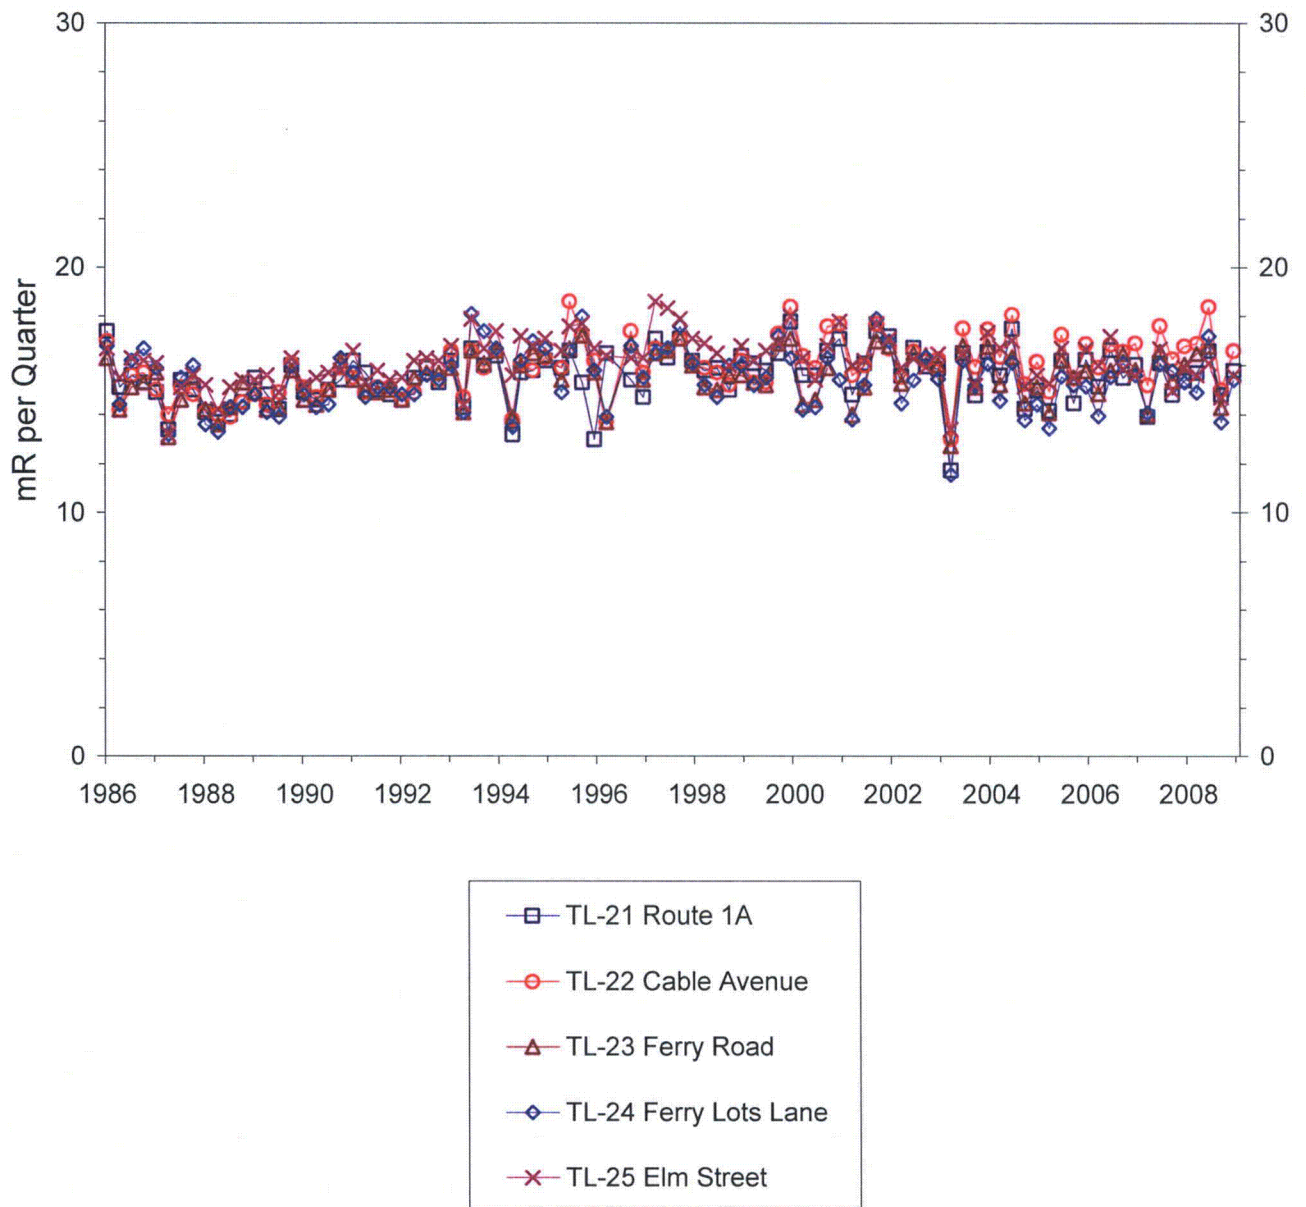 30
30
20
20
mR per Quarter
10
10
0
0
1986 1988 1990 1992 1994 1996 1998 2000 2002 2004 2006 2008
TL-21 Route 1A
TL-22 Cable Avenue
TL-23 Ferry Road
TL-24 Ferry Lots Lane
TL-25 Elm Street